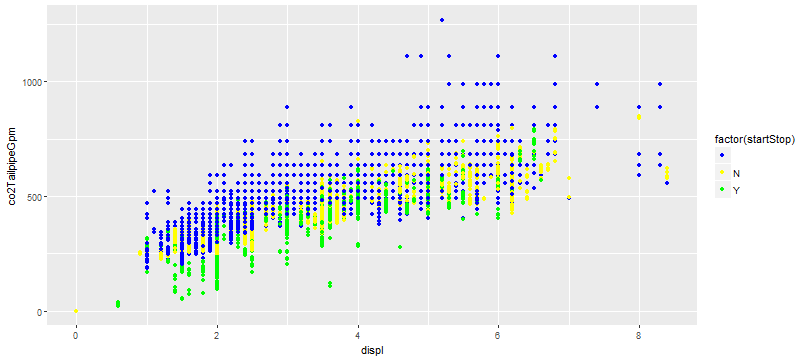 1000
500
0
co2TailpipeGpm
0 2 4 6 8
displ
factor(startStop)
N
Y